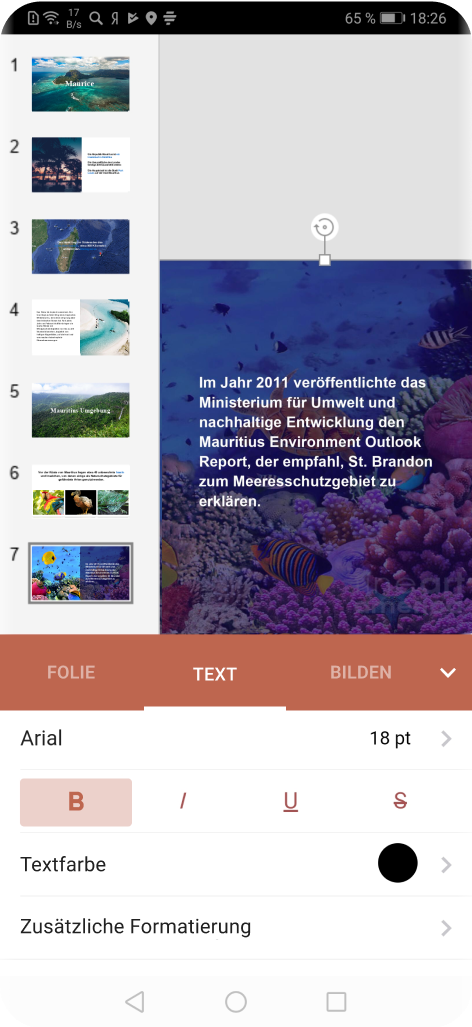 17 B/s
Я
65 %
18:26
1
Maurice
2
3
4
5
Mauritius Umgebung
6
7
Im Jahr 2011 veröffentlichte das
Ministerium für Umwelt und
nachhaltige Entwicklung den
Mauritius Environment Outlook
Report, der empfahl, St. Brandon
zum Meeresschutzgebiet zu
erklären.
FOLIE
TEXT
BILDEN
Arial
18 pt
B
I
U
S
Textfarbe
Zusätzliche Formatierung